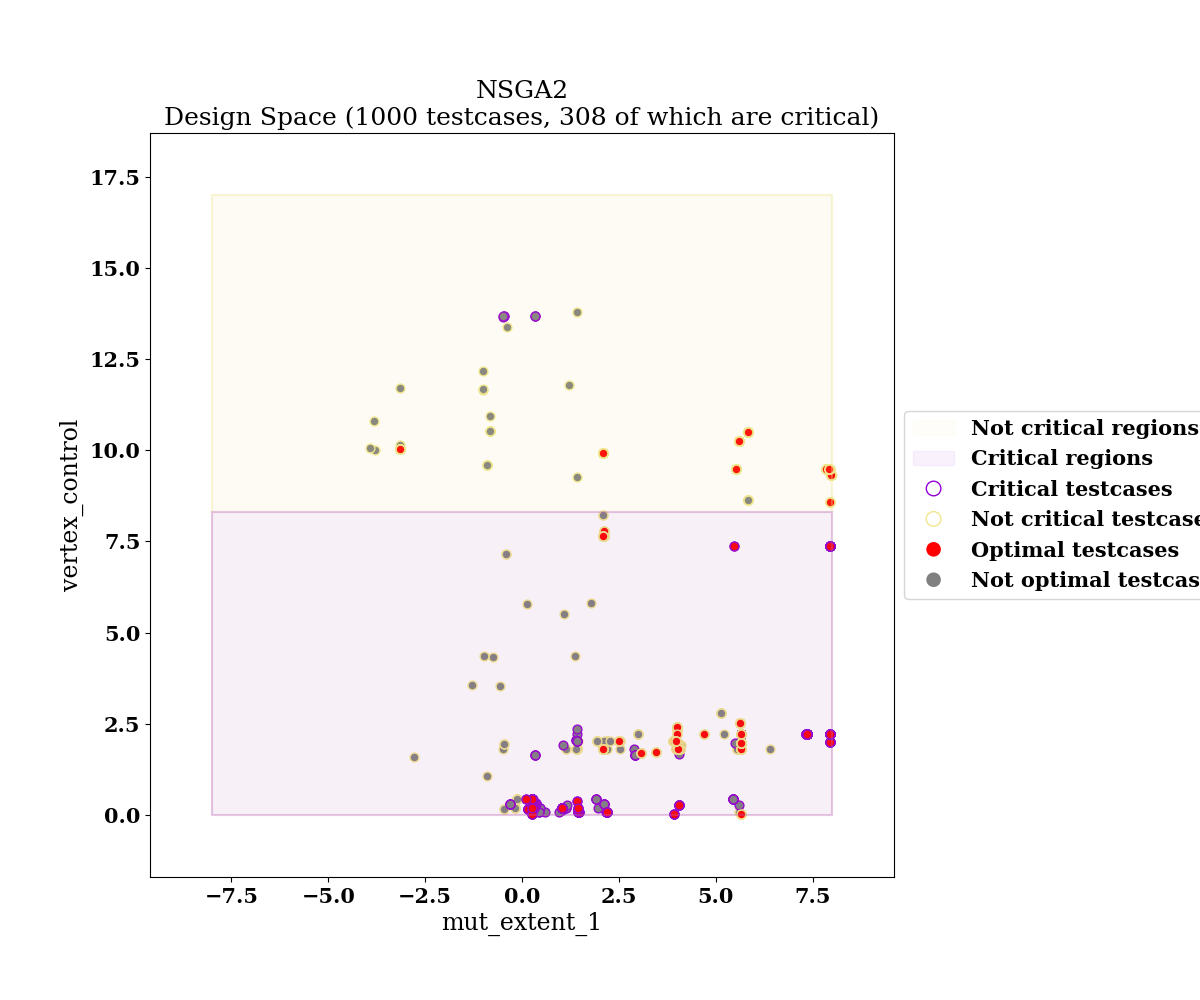 NSGA2
Design Space (1000 testcases, 308 of which are critical)
17.5
15.0
12.5
10.0
7.5
5.0
2.5
0.0
vertex_control
−7.5
−5.0
−2.5
0.0
2.5
5.0
7.5
mut_extent_1
Not critical regions
Critical regions
Critical testcases
Not critical testcase
Optimal testcases
Not optimal testcas